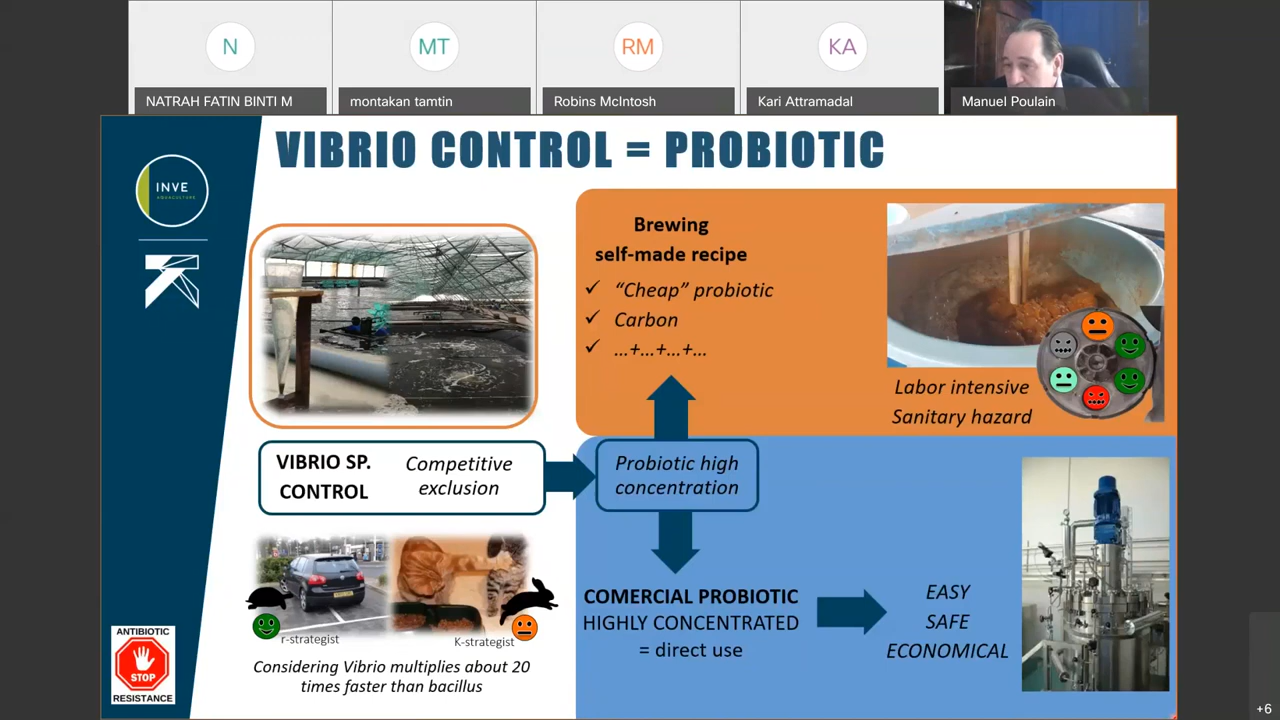 N
MT
RM
KA
NATRAH FATIN BINTI M
montakan tamtin
Robins McIntosh
Kari Attramadal
Manuel Poulain
VIBRIO CONTROL = PROBIOTIC
INVE
AQUACULTURE
Brewing
self-made recipe
✓ “Cheap” probiotic
✓ Carbon
✓ ...+...+...+...
Labor intensive
Sanitary hazard
VIBRIO SP.
CONTROL
Competitive
exclusion
Probiotic high
concentration
COMERCIAL PROBIOTIC
HIGHLY CONCENTRATED
= direct use
EASY
SAFE
ECONOMICAL
r-strategist
K-strategist
Considering Vibrio multiplies about 20
times faster than bacillus
ANTIBIOTIC
STOP
RESISTANCE
+6